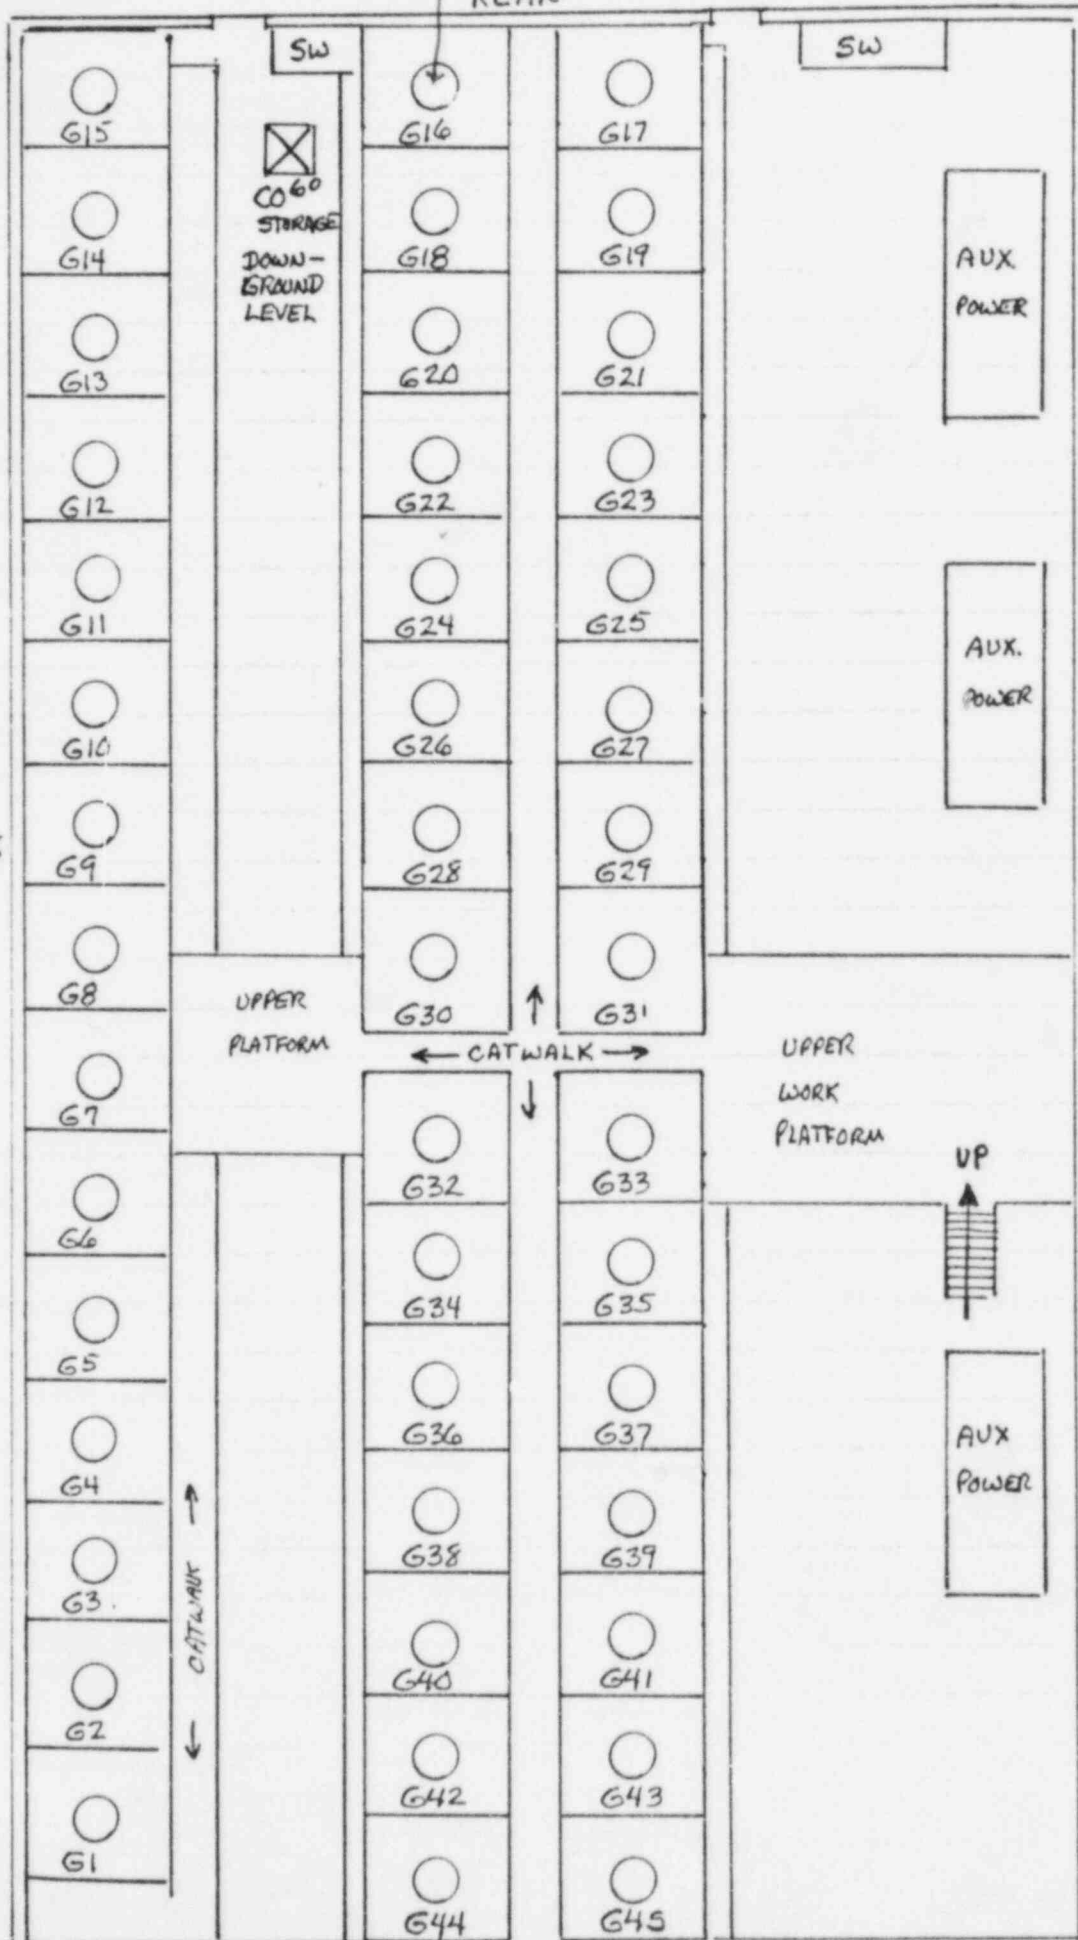 REAR
SW
SW
G15
G16
G17
CO60
STORAGE
DOWN-
GROUND
LEVEL
G14
G18
G19
AUX
POWER
G13
G20
G21
G12
G22
G23
G11
G24
G25
AUX.
POWER
G10
G26
G27
G9
G28
G29
G8
UPPER
PLATFORM
G30
G31
← CATWALK →
UPPER
WORK
PLATFORM
G7
G32
G33
UP
G6
G34
G35
G5
G36
G37
AUX
POWER
G4
G38
G39
G3
← CATWALK →
G40
G41
G2
G42
G43
G1
G44
G45